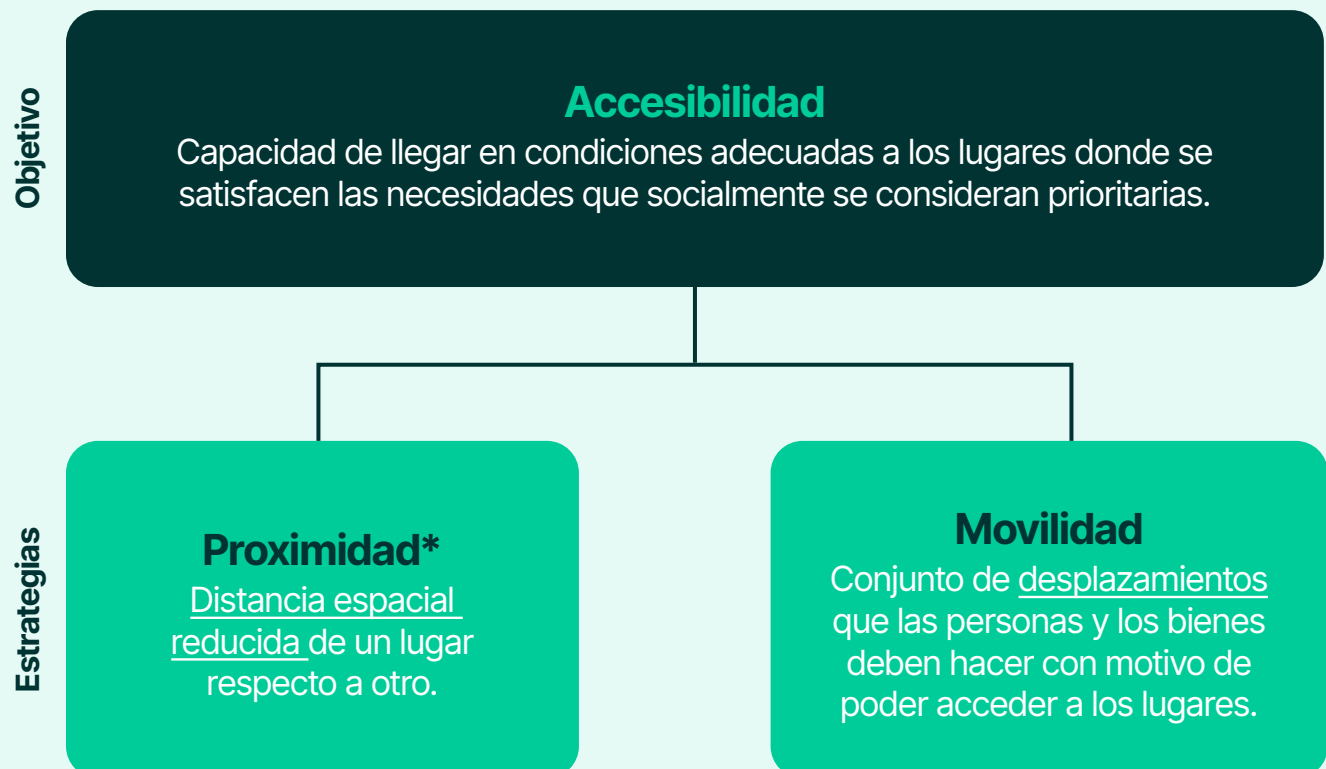 Objetivo
Accesibilidad
Capacidad de llegar en condiciones adecuadas a los lugares donde se
satisfacen las necesidades que socialmente se consideran prioritarias.
Estrategias
Proximidad*
Distancia espacial
reducida de un lugar
respecto a otro.
Movilidad
Conjunto de desplazamientos
que las personas y los bienes
deben hacer con motivo de
poder acceder a los lugares.